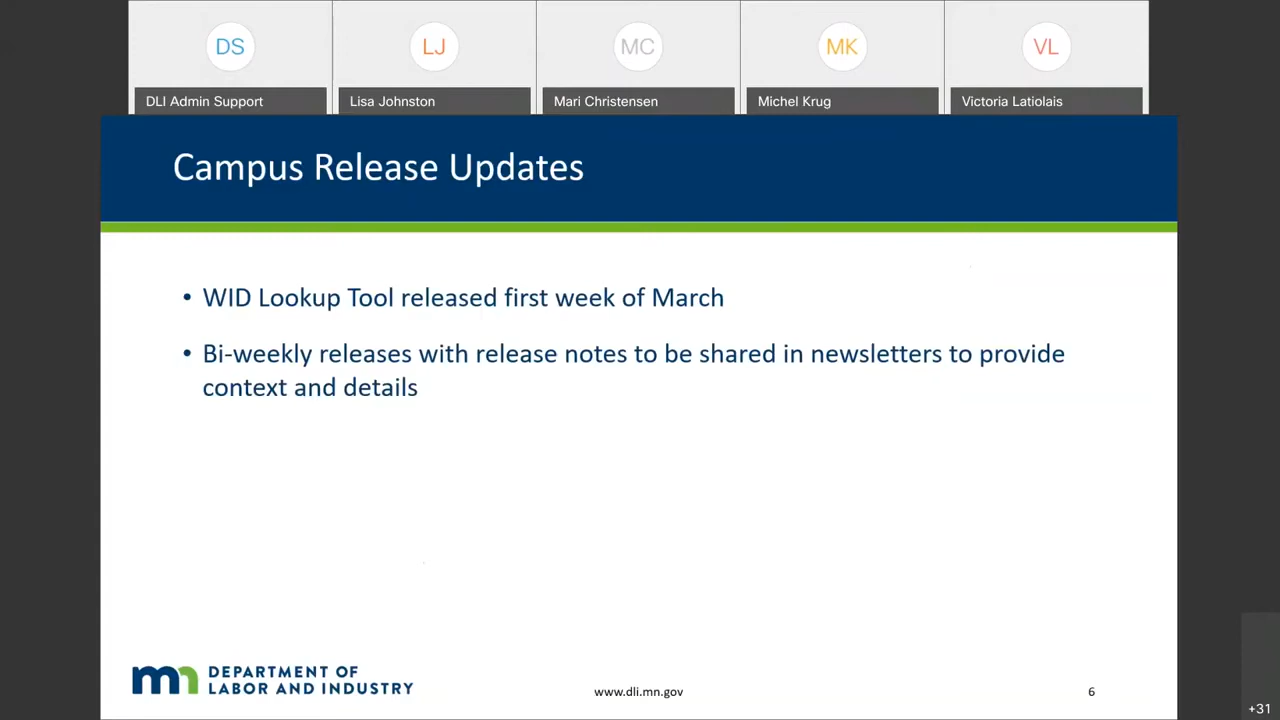 DS
LJ
MC
MK
VL
DLI Admin Support
Lisa Johnston
Mari Christensen
Michel Krug
Victoria Latiolais
Campus Release Updates
• WID Lookup Tool released first week of March
• Bi-weekly releases with release notes to be shared in newsletters to provide
context and details
mn
DEPARTMENT OF
LABOR AND INDUSTRY
www.dli.mn.gov
6
+31